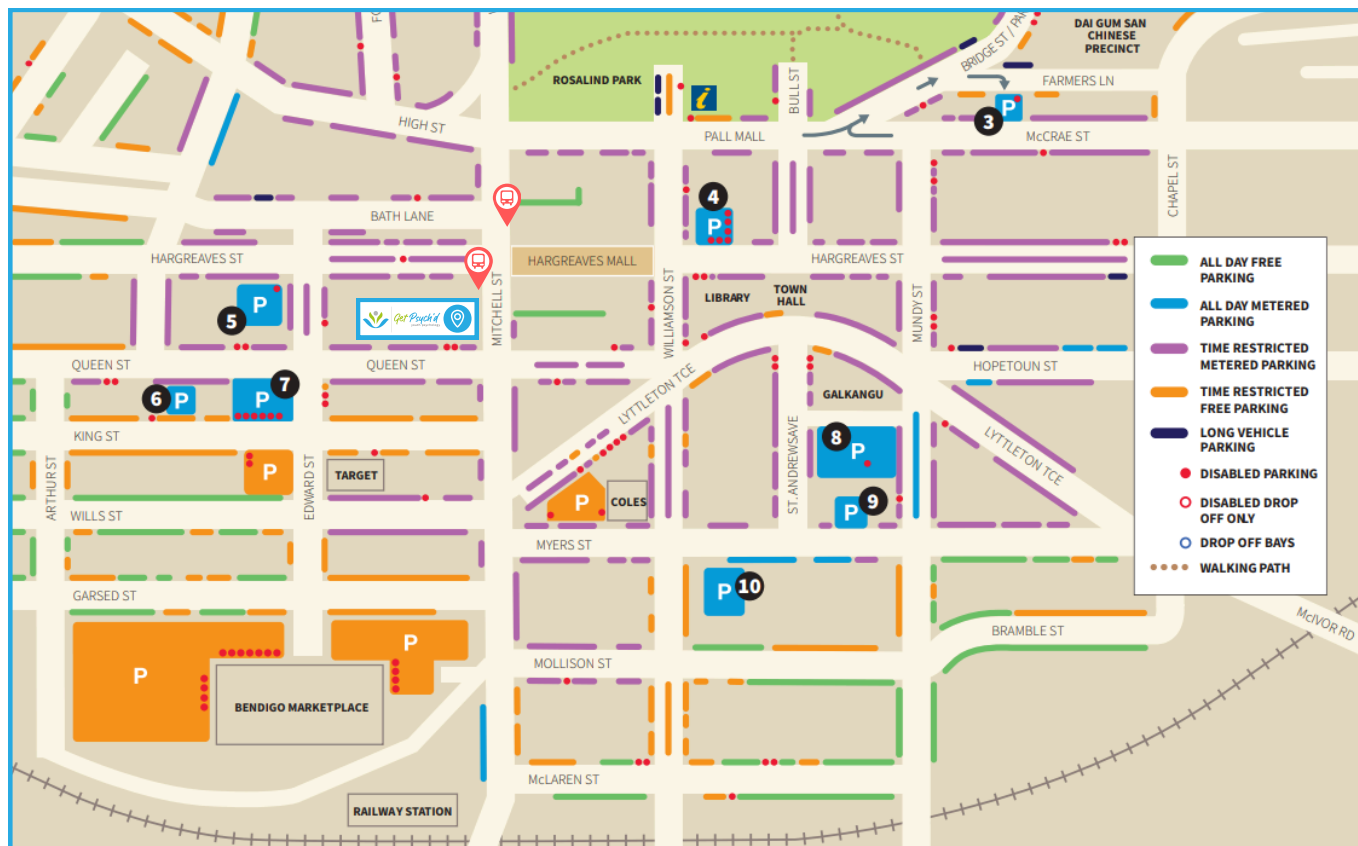 DAI GUM SAN
CHINESE
PRECINCT
BRIDGE ST / PA
ROSALIND PARK
i
BULL ST
FARMERS LN
P
3
HIGH ST
PALL MALL
McCRAE ST
4
P
CHAPEL ST
BATH LANE
HARGREAVES ST
HARGREAVES MALL
HARGREAVES ST
P
5
Get Psych'd
MITCHELL ST
WILLIAMSON ST
LIBRARY
TOWN
HALL
MUNDY ST
QUEEN ST
QUEEN ST
HOPETOUN ST
6
P
P
7
LYTTLETON TCE
GALKANGU
KING ST
8
P
LYTTLETON TCE
ARTHUR ST
P
EDWARD ST
TARGET
P
COLES
ST. ANDREWSAVE
P
9
WILLS ST
MYERS ST
P
10
GARSED ST
P
P
BRAMBLE ST
McIVOR RD
MOLLISON ST
BENDIGO MARKETPLACE
McLAREN ST
RAILWAY STATION
ALL DAY FREE
PARKING
ALL DAY METERED
PARKING
TIME RESTRICTED
METERED PARKING
TIME RESTRICTED
FREE PARKING
LONG VEHICLE
PARKING
DISABLED PARKING
DISABLED DROP
OFF ONLY
DROP OFF BAYS
WALKING PATH